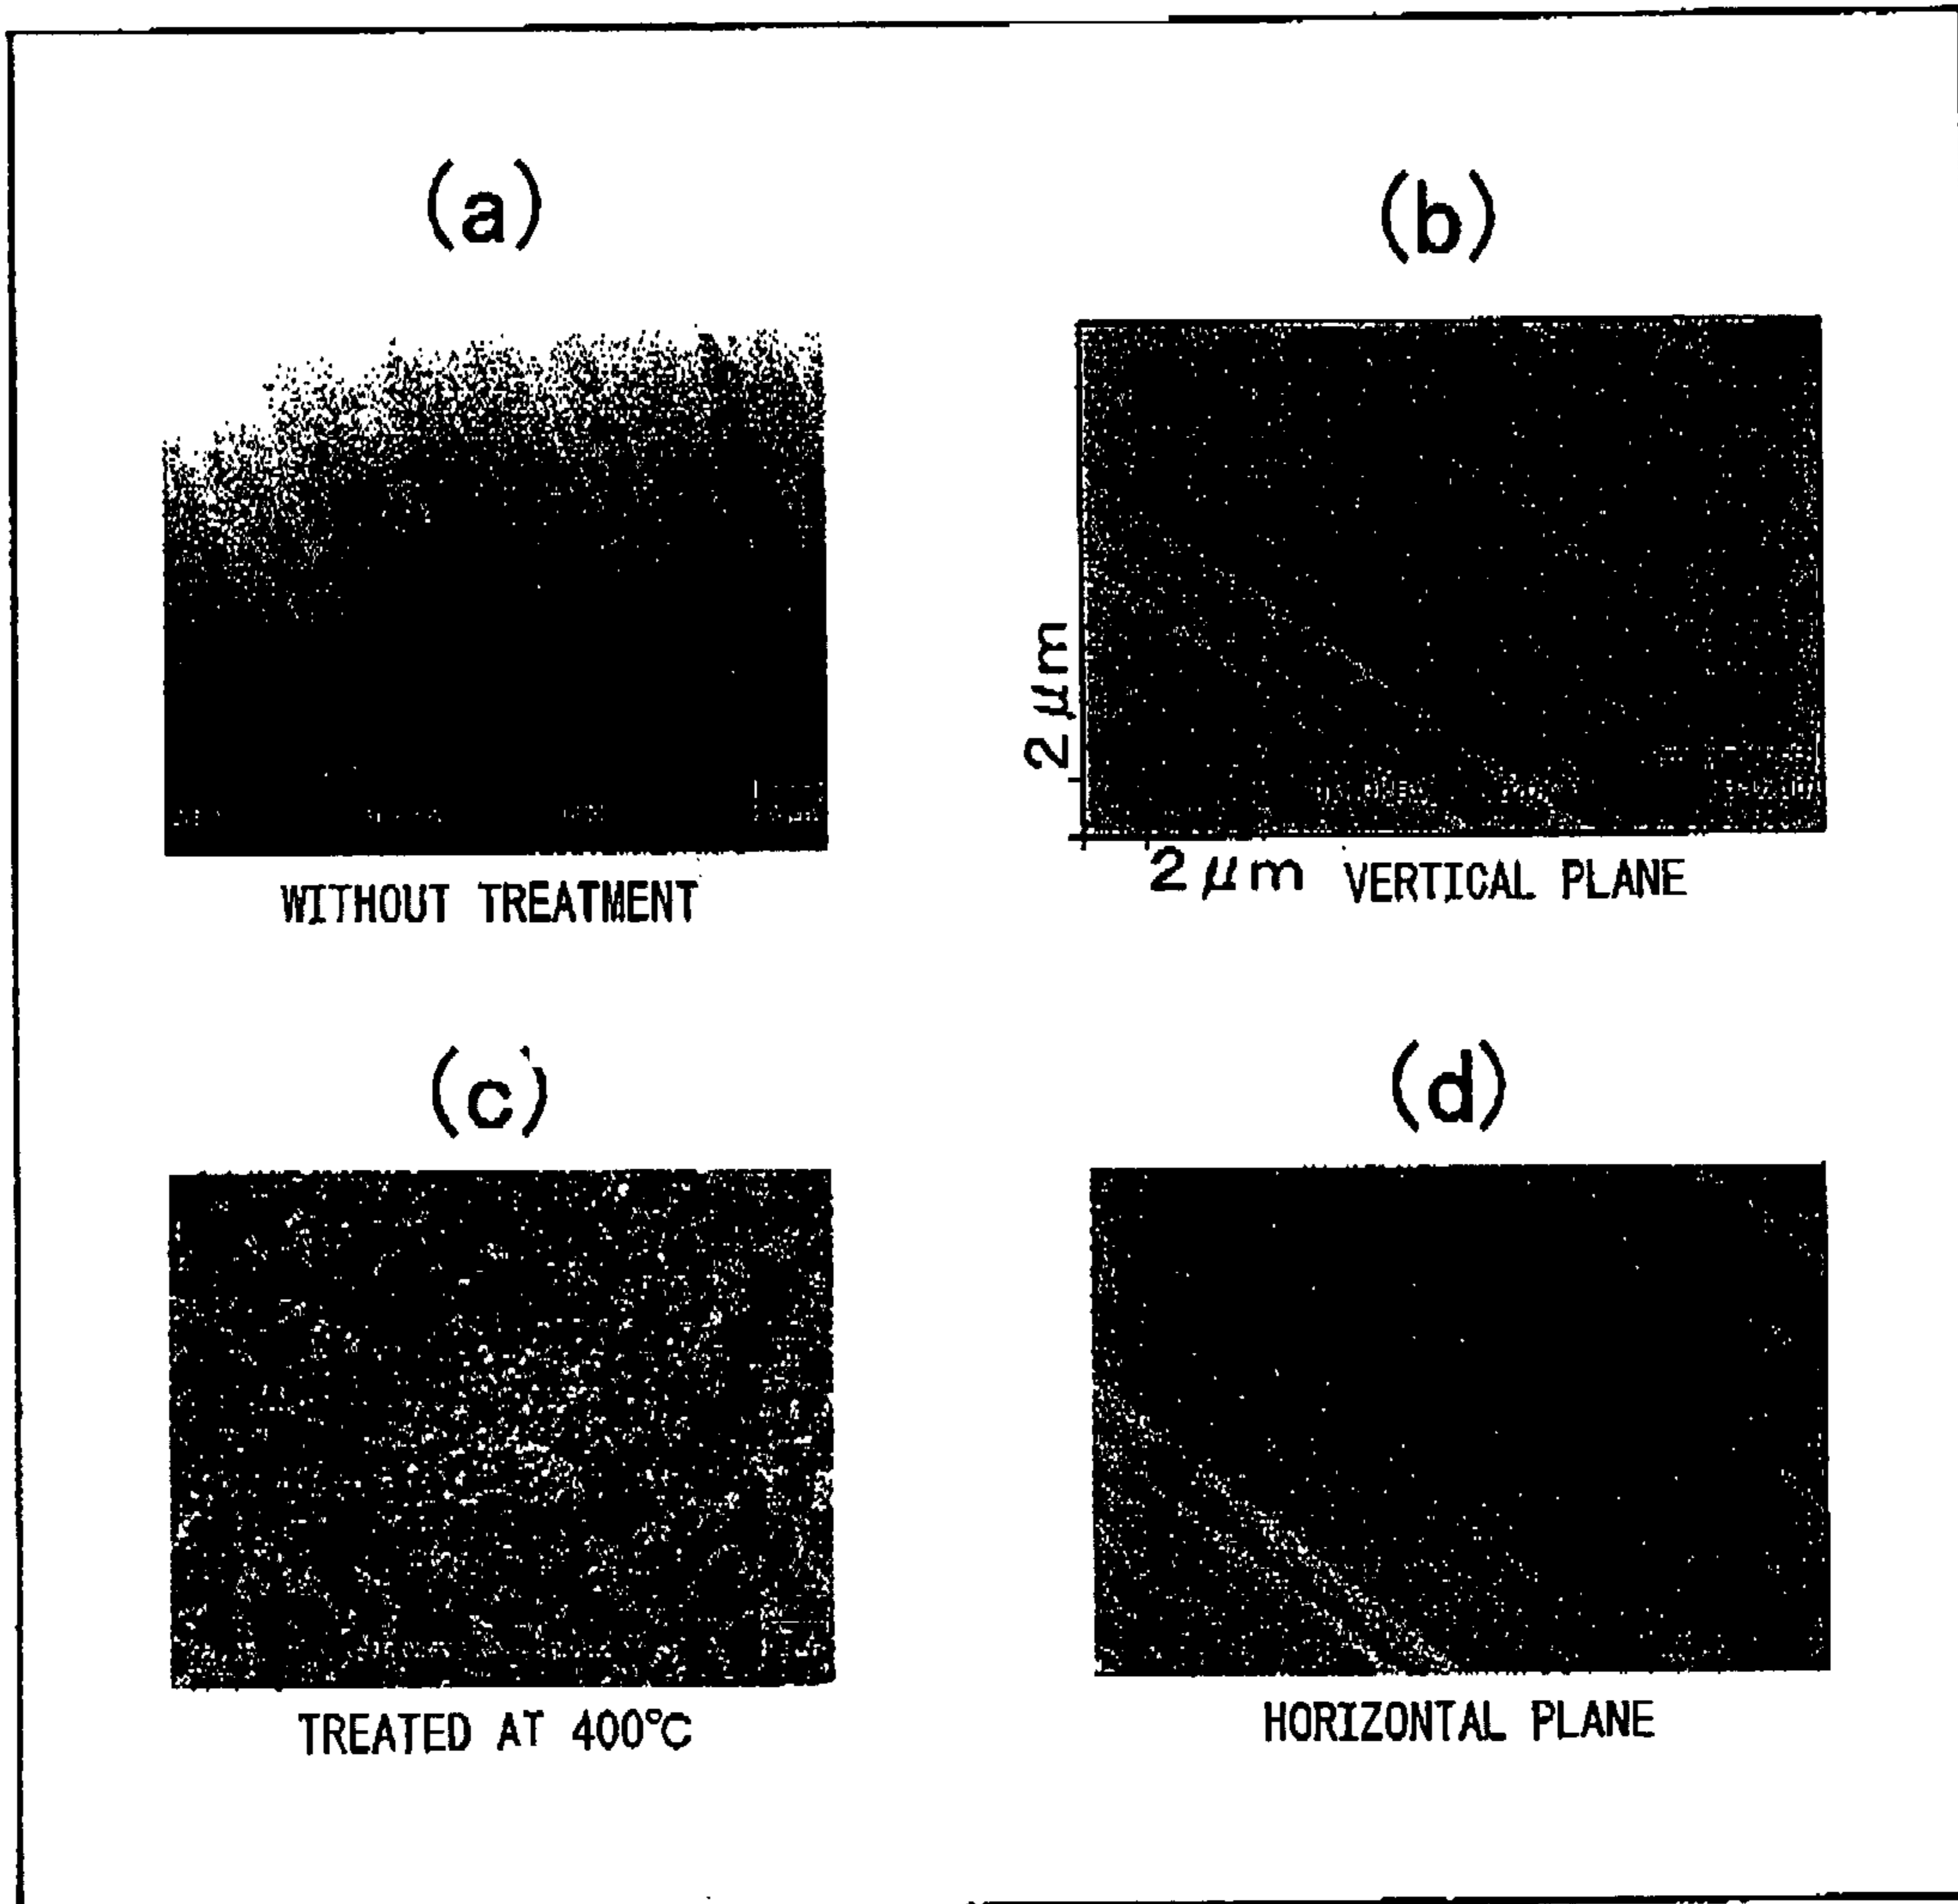 (a)
(b)
2 μm
2 μm
WITHOUT TREATMENT
VERTICAL PLANE
(c)
(d)
TREATED AT 400℃
HORIZONTAL PLANE